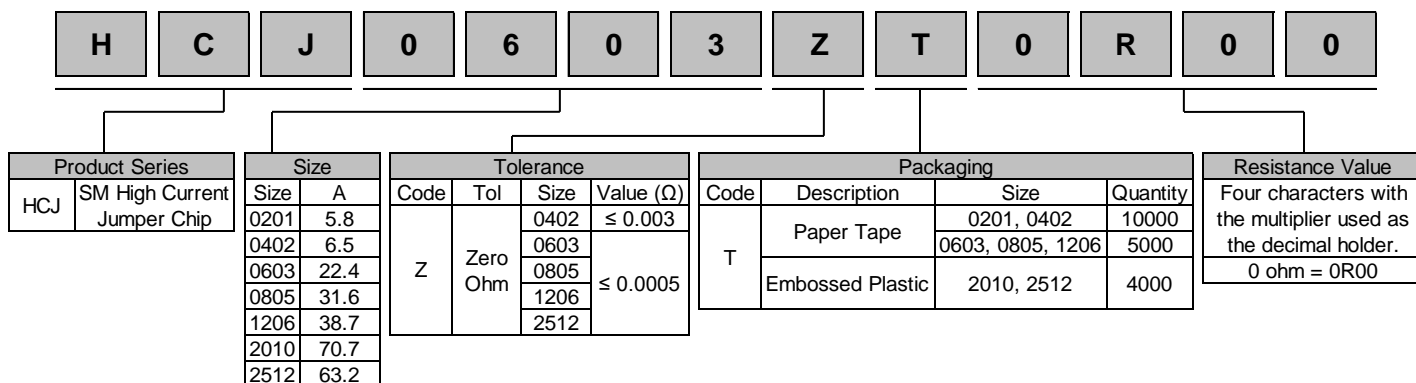 H C J 0 6 0 3 Z T 0 R 0 0
Product Series
HCJ
SM High Current
Jumper Chip
Size
Size A
0201 5.8
0402 6.5
0603 22.4
0805 31.6
1206 38.7
2010 70.7
2512 63.2
Tolerance
Code Tol Size Value (Ω)
Z
Zero
Ohm
0402 ≤ 0.003
0603
0805
1206
2512
≤ 0.0005
Packaging
Code Description Size Quantity
T
Paper Tape
0201, 0402 10000
0603, 0805, 1206 5000
Embossed Plastic 2010, 2512 4000
Resistance Value
Four characters with
the multiplier used as
the decimal holder.
0 ohm = 0R00